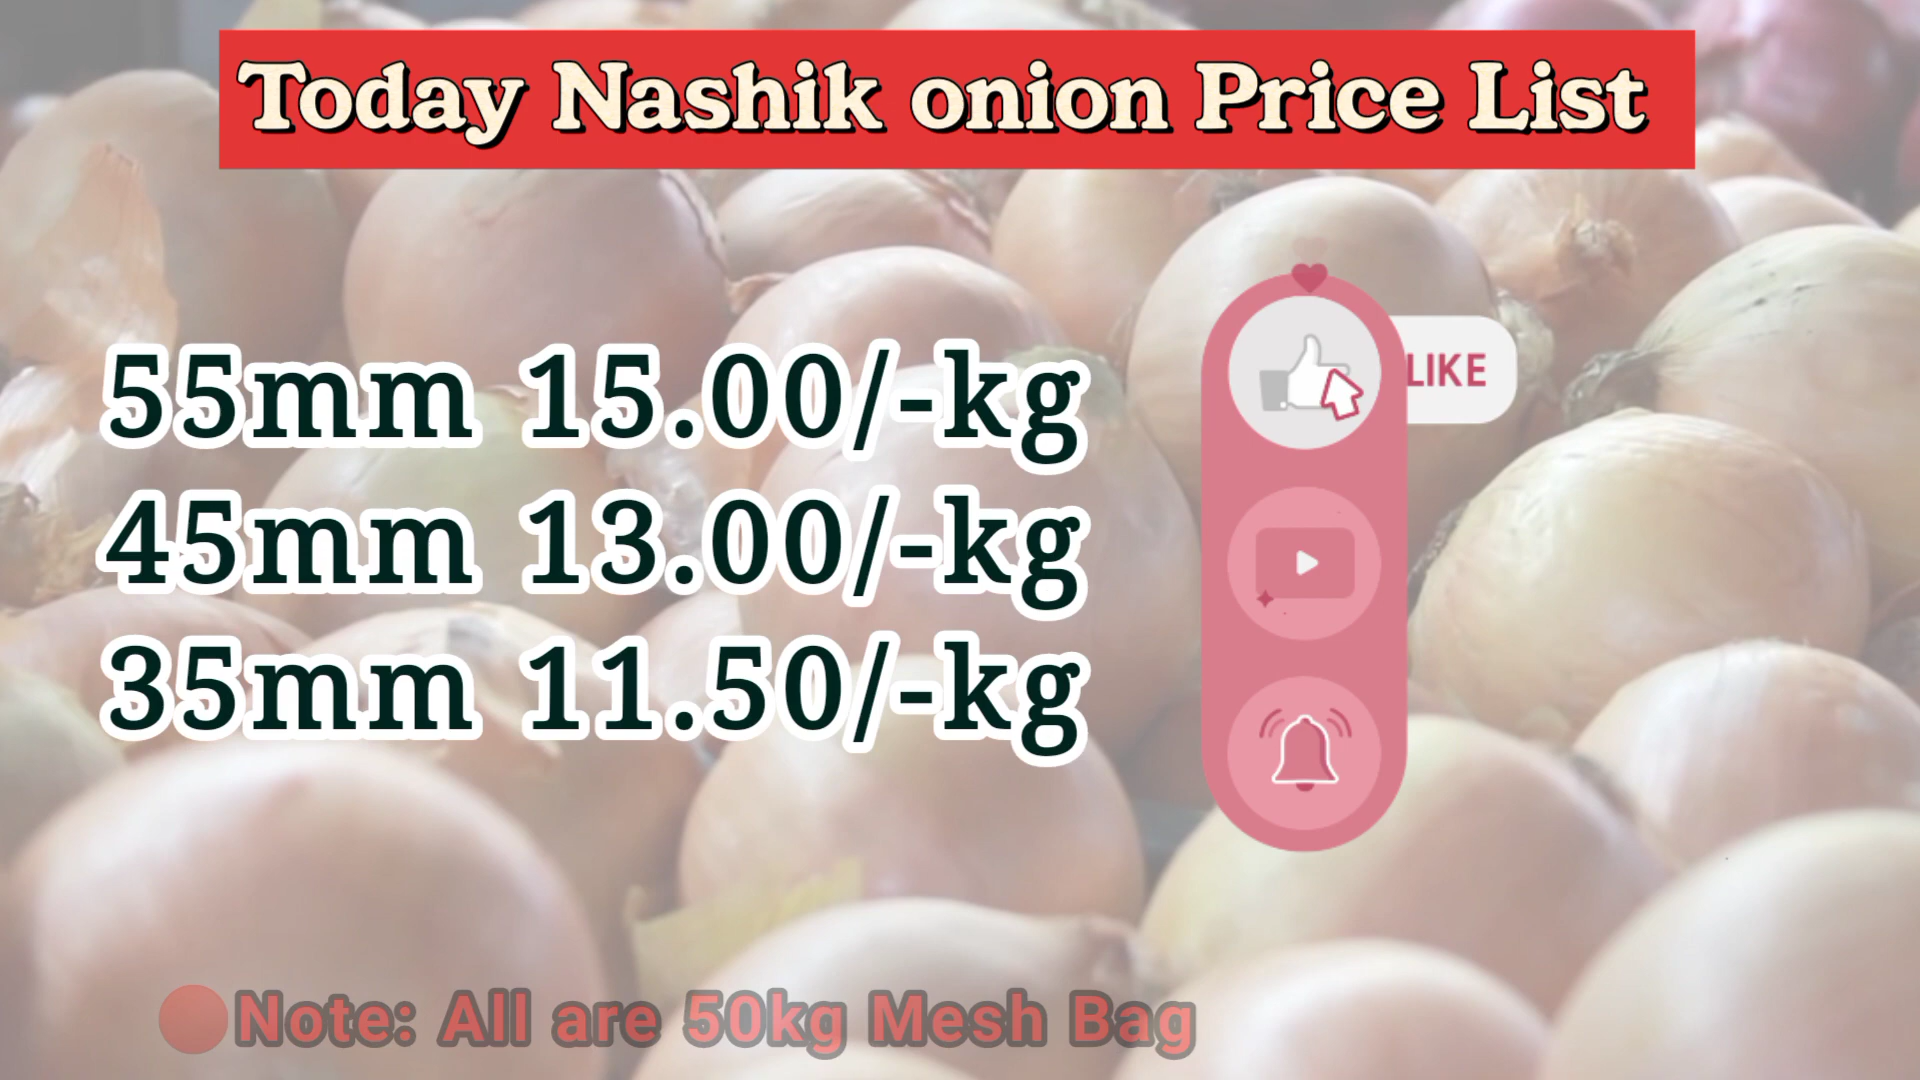 Today Nashik onion Price List
55mm 15.00/-kg
LIKE
45mm 13.00/-kg
35mm 11.50/-kg
Note: All are 50kg Mesh Bag